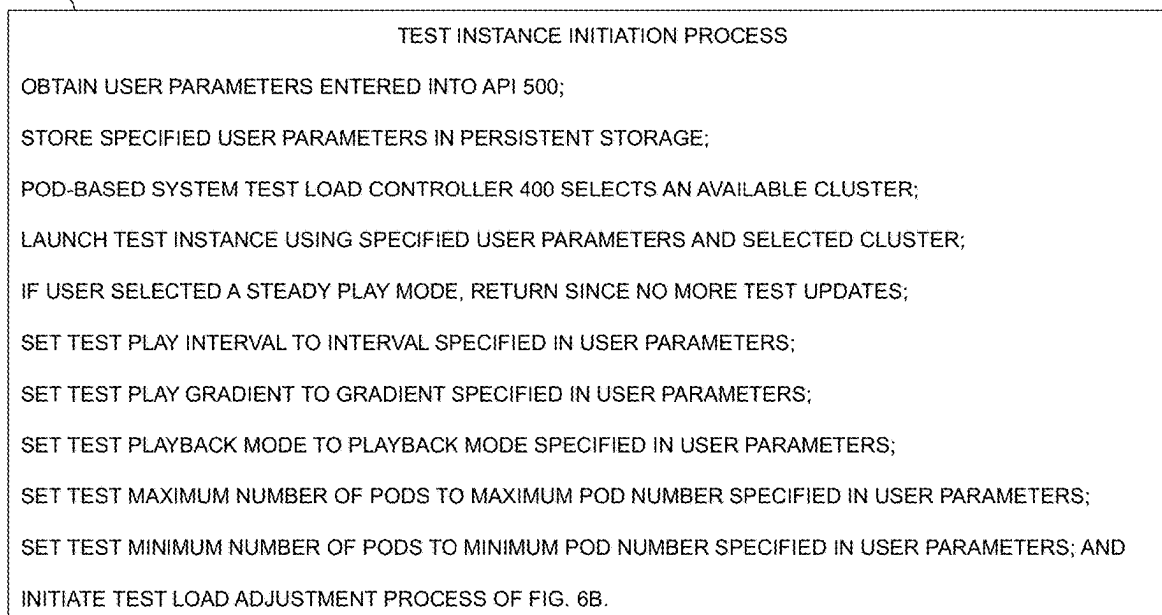 TEST INSTANCE INITIATION PROCESS
OBTAIN USER PARAMETERS ENTERED INTO API 500;
STORE SPECIFIED USER PARAMETERS IN PERSISTENT STORAGE;
POD-BASED SYSTEM TEST LOAD CONTROLLER 400 SELECTS AN AVAILABLE CLUSTER;
LAUNCH TEST INSTANCE USING SPECIFIED USER PARAMETERS AND SELECTED CLUSTER;
IF USER SELECTED A STEADY PLAY MODE, RETURN SINCE NO MORE TEST UPDATES;
SET TEST PLAY INTERVAL TO INTERVAL SPECIFIED IN USER PARAMETERS;
SET TEST PLAY GRADIENT TO GRADIENT SPECIFIED IN USER PARAMETERS;
SET TEST PLAYBACK MODE TO PLAYBACK MODE SPECIFIED IN USER PARAMETERS;
SET TEST MAXIMUM NUMBER OF PODS TO MAXIMUM POD NUMBER SPECIFIED IN USER PARAMETERS;
SET TEST MINIMUM NUMBER OF PODS TO MINIMUM POD NUMBER SPECIFIED IN USER PARAMETERS; AND
INITIATE TEST LOAD ADJUSTMENT PROCESS OF FIG. 6B.